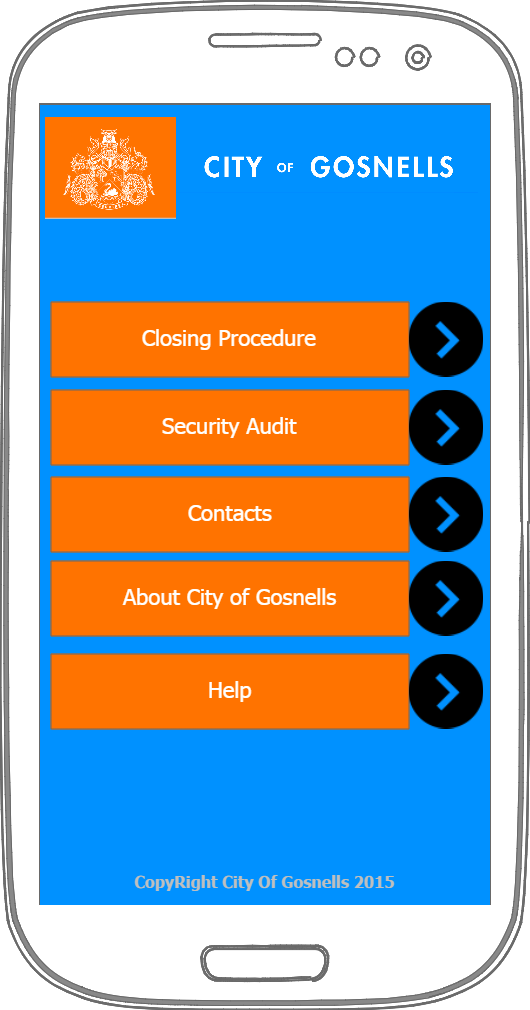 CITY OF GOSNELLS
Closing Procedure
Security Audit
Contacts
About City of Gosnells
Help
CopyRight City Of Gosnells 2015